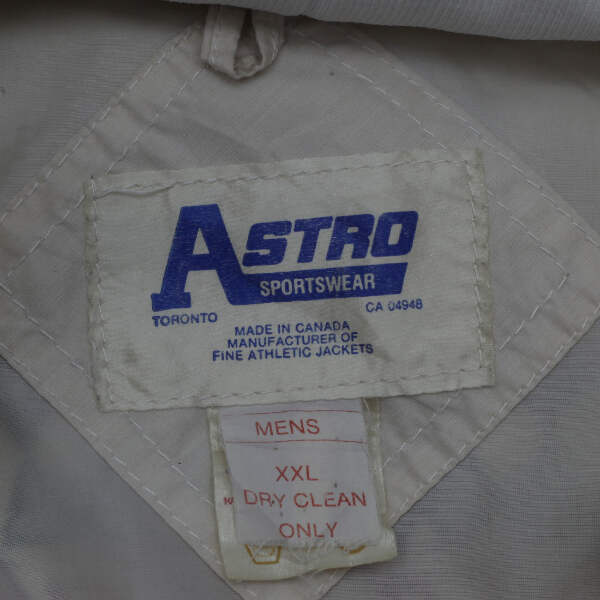 ASTRO
SPORTSWEAR
TORONTO CA 04948
MADE IN CANADA
MANUFACTURER OF
FINE ATHLETIC JACKETS
MENS
XXL
DRY CLEAN
ONLY